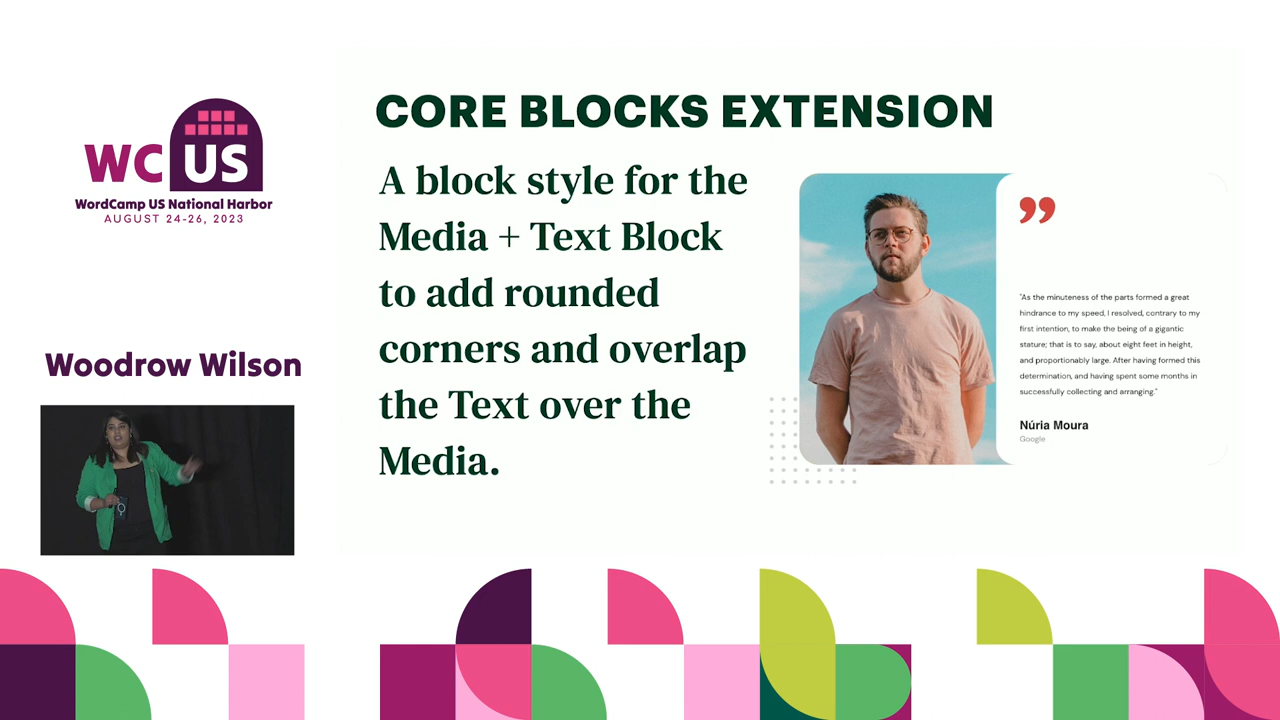 WC US
WordCamp US National Harbor
AUGUST 24-26, 2023
Woodrow Wilson
CORE BLOCKS EXTENSION
A block style for the
Media + Text Block
to add rounded
corners and overlap
the Text over the
Media.
"As the minuteness of the parts formed a great
hindrance to my speed, I resolved, contrary to my
first intention, to make the being of a gigantic
stature; that is to say, about eight feet in height,
and proportionably large. After having formed this
determination, and having spent some months in
successfully collecting and arranging."
Núria Moura
Google